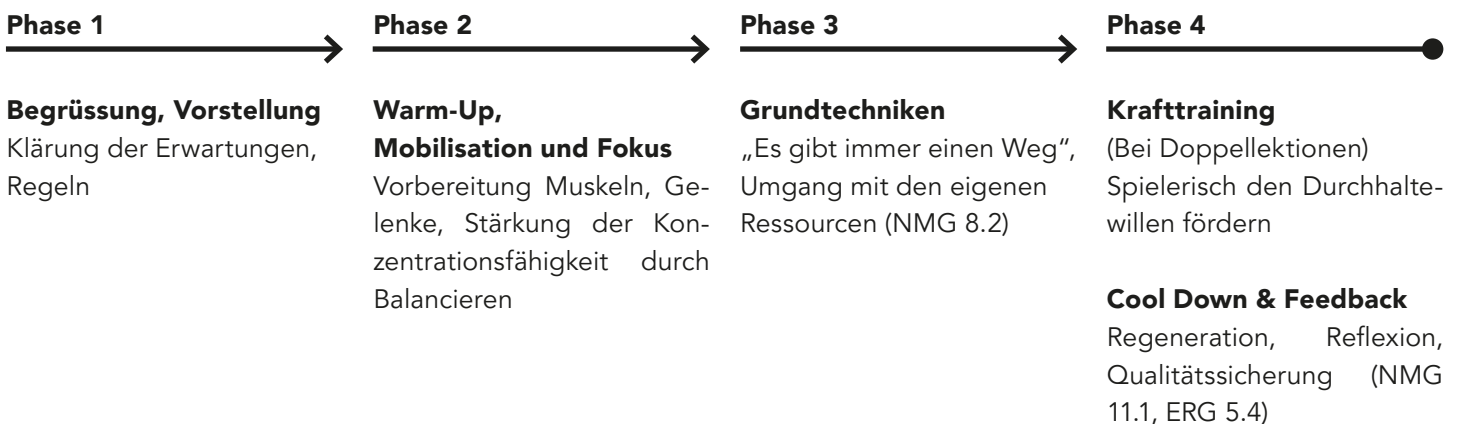 Phase 1
Begrüssung, Vorstellung
Klärung der Erwartungen,
Regeln
Phase 2
Warm-Up,
Mobilisation und Fokus
Vorbereitung Muskeln, Ge-
lenke, Stärkung der Kon-
zentrationsfähigkeit durch
Balancieren
Phase 3
Grundtechniken
„Es gibt immer einen Weg“,
Umgang mit den eigenen
Ressourcen (NMG 8.2)
Phase 4
Krafttraining
(Bei Doppellektionen)
Spielerisch den Durchhalte-
willen fördern
Cool Down & Feedback
Regeneration, Reflexion,
Qualitätssicherung (NMG
11.1, ERG 5.4)